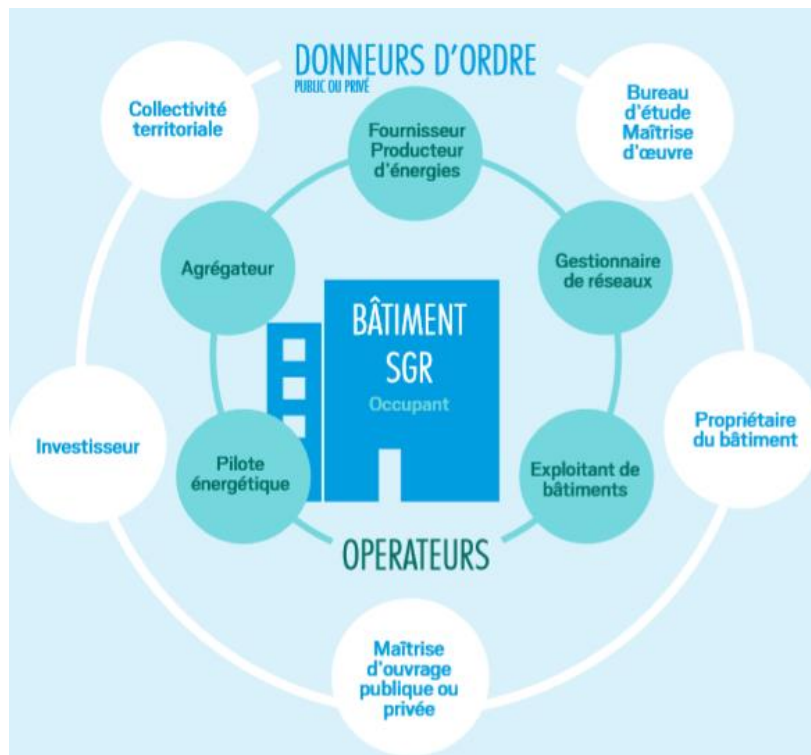 DONNEURS D'ORDRE
PUBLIC OU PRIVÉ
Collectivité
territoriale
Bureau
d'étude
Maîtrise
d'œuvre
Fournisseur
Producteur
d'énergies
Agrégateur
Gestionnaire
de réseaux
BÂTIMENT
SGR
Occupant
Investisseur
Propriétaire
du bâtiment
Pilote
énergétique
Exploitant de
bâtiments
OPERATEURS
Maîtrise
d'ouvrage
publique ou
privée